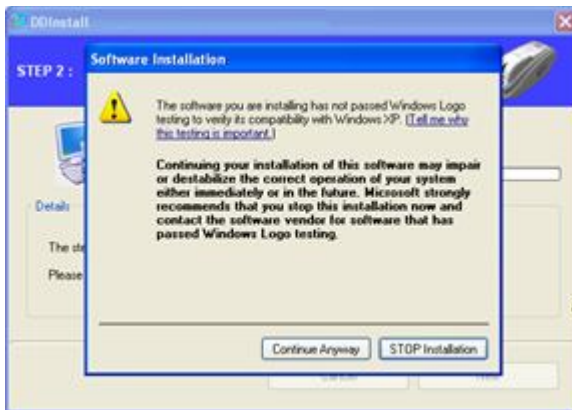 DDInstall
STEP 2 :
Software Installation
The software you are installing has not passed Windows Logo
testing to verify its compatibility with Windows XP. (Tell me why
this testing is important.)
Continuing your installation of this software may impair
or destabilize the correct operation of your system
either immediately or in the future. Microsoft strongly
recommends that you stop this installation now and
contact the software vendor for software that has
passed Windows Logo testing.
Details
The
Please
Continue Anyway
STOP Installation